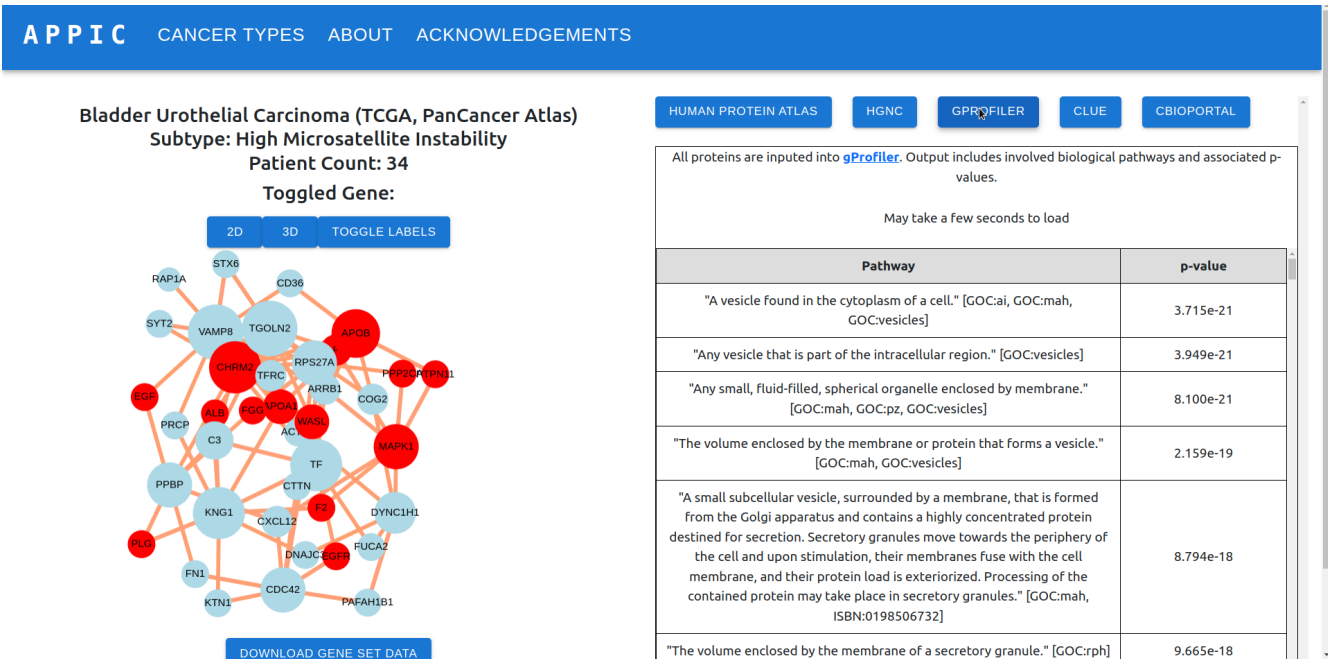 APPIC CANCER TYPES ABOUT ACKNOWLEDGEMENTS
Bladder Urothelial Carcinoma (TCGA, PanCancer Atlas)
Subtype: High Microsatellite Instability
Patient Count: 34
Toggled Gene:
2D 3D TOGGLE LABELS
STX6
RAP1A
CD36
SYT2
VAMP8
TGOLN2
APOB
RPS27A
CHRM2
TFRC
PTPN11
ARRB1
EGF
COG2
ALB
FGG
APOA1
PRCP
WASL
C3
MAPK1
TF
PPBP
CTTN
KNG1
F2
CXCL12
DYNC1H1
PLG
DNAJC3
EGFR
FUCA2
FN1
CDC42
KTN1
PAFAH1B1
DOWNLOAD GENE SET DATA
HUMAN PROTEIN ATLAS HGNC GPROFILER CLUE CBIOPORTAL
All proteins are inputed into gProfiler. Output includes involved biological pathways and associated p-
values.
May take a few seconds to load
Pathway p-value
"A vesicle found in the cytoplasm of a cell." [GOC:ai, GOC:mah,
GOC:vesicles]
3.715e-21
"Any vesicle that is part of the intracellular region." [GOC:vesicles] 3.949e-21
"Any small, fluid-filled, spherical organelle enclosed by membrane."
[GOC:mah, GOC:pz, GOC:vesicles]
8.100e-21
"The volume enclosed by the membrane or protein that forms a vesicle."
[GOC:mah, GOC:vesicles]
2.159e-19
"A small subcellular vesicle, surrounded by a membrane, that is formed
from the Golgi apparatus and contains a highly concentrated protein
destined for secretion. Secretory granules move towards the periphery of
the cell and upon stimulation, their membranes fuse with the cell
membrane, and their protein load is exteriorized. Processing of the
contained protein may take place in secretory granules." [GOC:mah,
ISBN:0198506732]
8.794e-18
"The volume enclosed by the membrane of a secretory granule." [GOC:rph] 9.665e-18